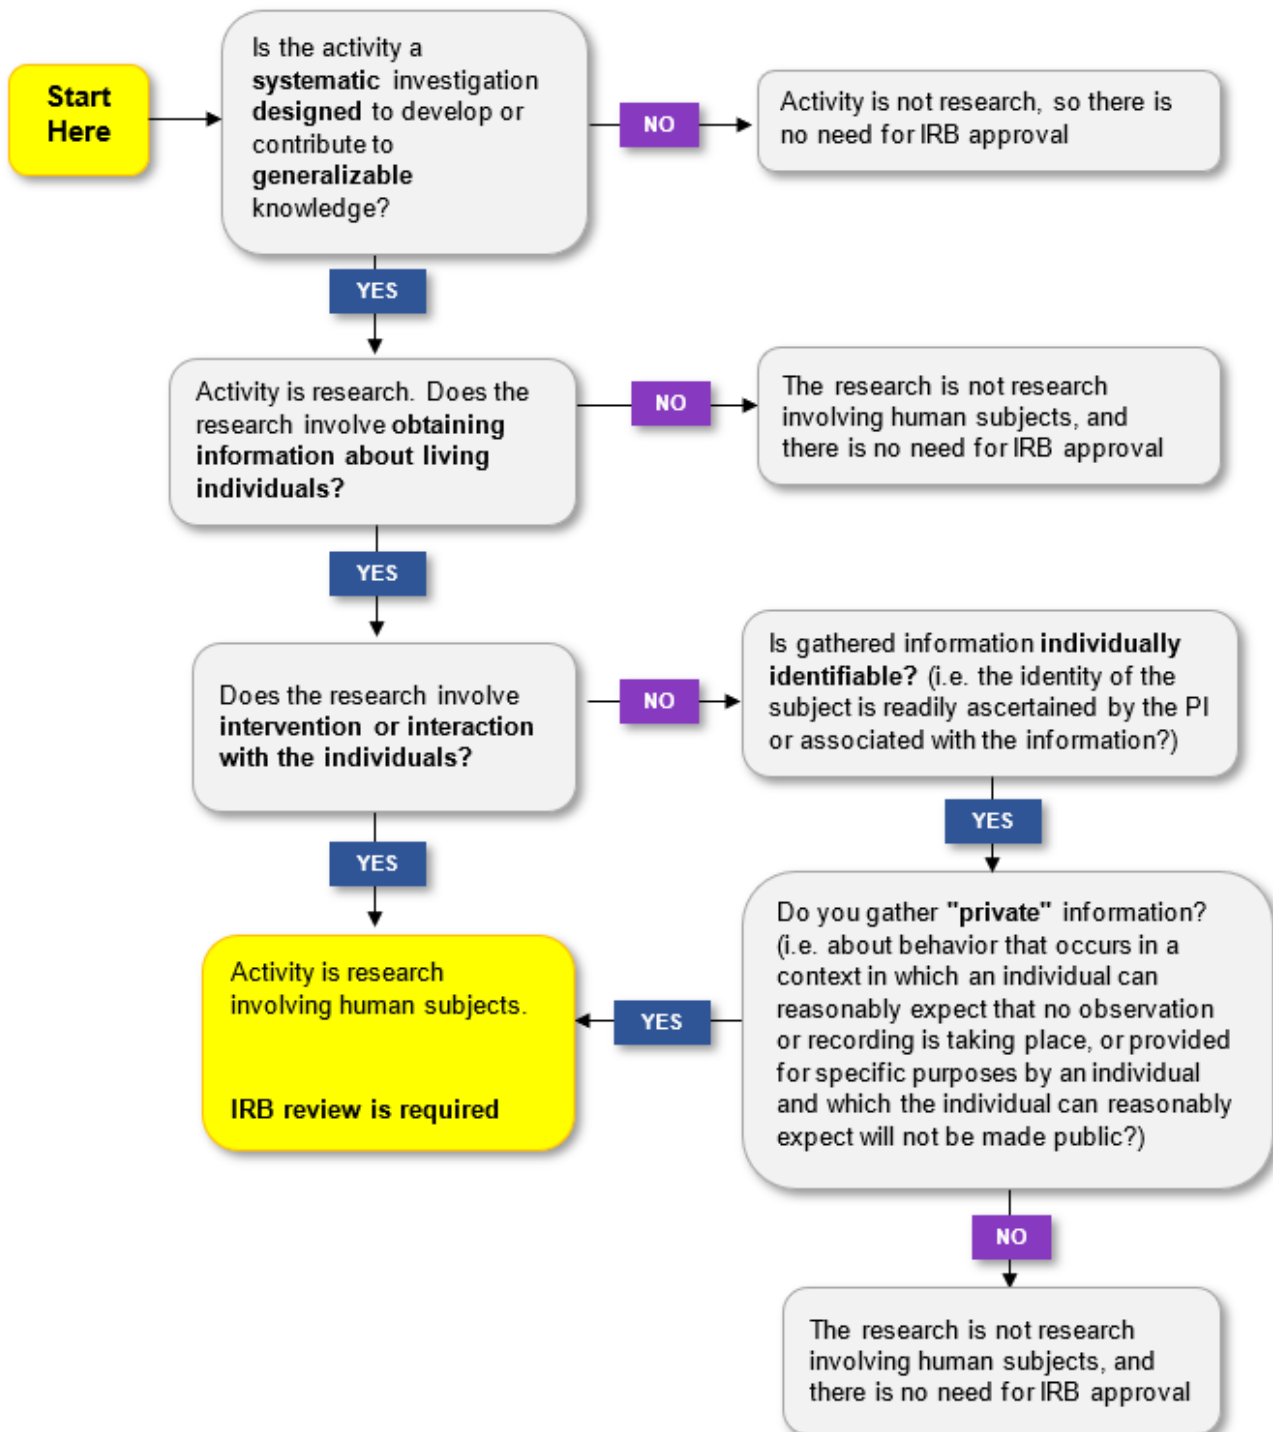 Start
Here
Is the activity a
systematic investigation
designed to develop or
contribute to
generalizable
knowledge?
NO
Activity is not research, so there is
no need for IRB approval
YES
Activity is research. Does the
research involve obtaining
information about living
individuals?
NO
The research is not research
involving human subjects, and
there is no need for IRB approval
YES
Does the research involve
intervention or interaction
with the individuals?
NO
Is gathered information individually
identifiable? (i.e. the identity of the
subject is readily ascertained by the PI
or associated with the information?)
YES
YES
Do you gather "private" information?
(i.e. about behavior that occurs in a
context in which an individual can
reasonably expect that no observation
or recording is taking place, or provided
for specific purposes by an individual
and which the individual can reasonably
expect will not be made public?)
YES
Activity is research
involving human subjects.
IRB review is required
NO
The research is not research
involving human subjects, and
there is no need for IRB approval